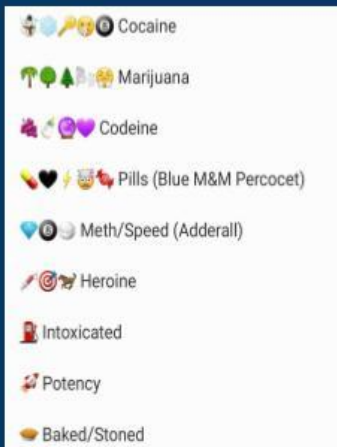 Cocaine
Marijuana
Codeine
Pills (Blue M&M Percocet)
Meth/Speed (Adderall)
Heroine
Intoxicated
Potency
Baked/Stoned